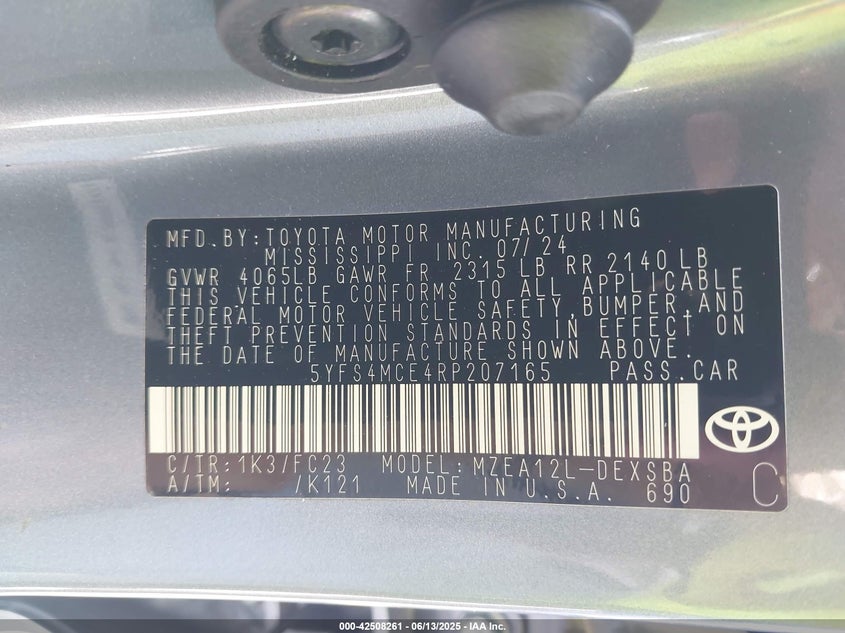 MFD.BY:TOYOTA MOTOR MANUFACTURING
MISSISSIPPI INC. 07/24
GVWR 4065LB GAWR FR 2315 LB RR 2140 LB
THIS VEHICLE CONFORMS TO ALL APPLICABLE
FEDERAL MOTOR VEHICLE SAFETY,BUMPER,AND
THEFT PREVENTION STANDARDS IN EFFECT ON
THE DATE OF MANUFACTURE SHOWN ABOVE.
5YFS4MCE4RP207165 PASS.CAR
C/TR:1K3/FC23 MODEL:MZEA12L-DEXSBA
A/TM: /K121 MADE IN U.S.A. 690 C
000-42508261 - 06/13/2025 - IAA Inc.